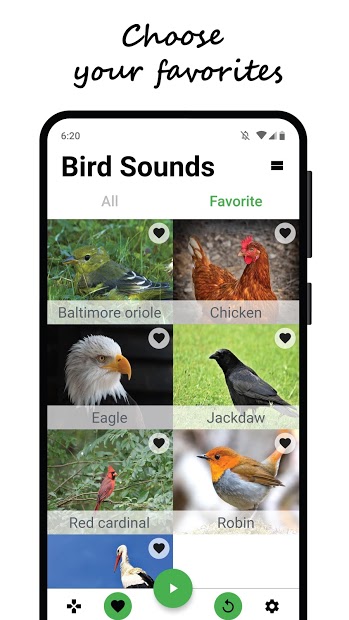 Choose
your favorites
6:20
Bird Sounds
All
Favorite
Baltimore oriole
Chicken
Eagle
Jackdaw
Red cardinal
Robin